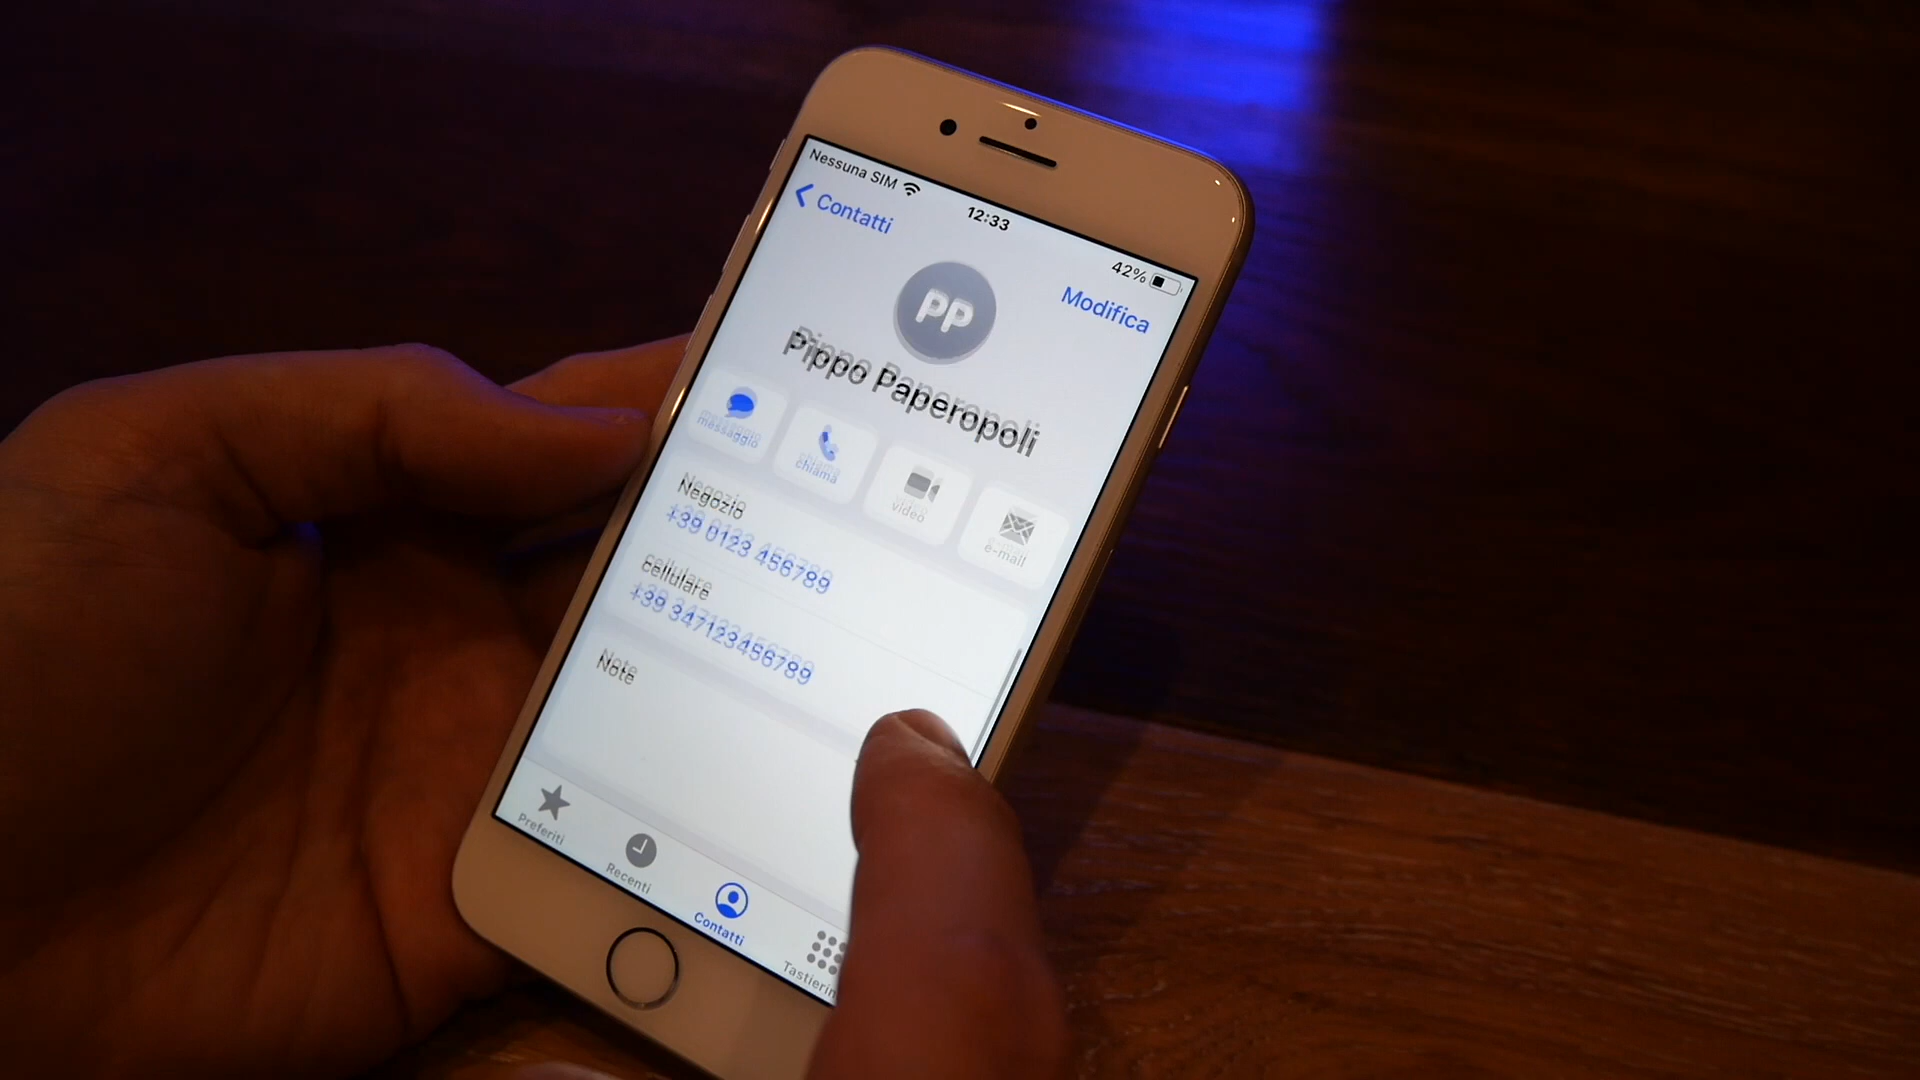 Nessuna SIM
12:33
42%
Contatti
Modifica
PP
Pippo Paperopoli
messaggio
chiama
video
e-mail
Negozio
+39 0123 456789
cellulare
+39 347123456789
Note
Preferiti
Recenti
Contatti
Tastierin